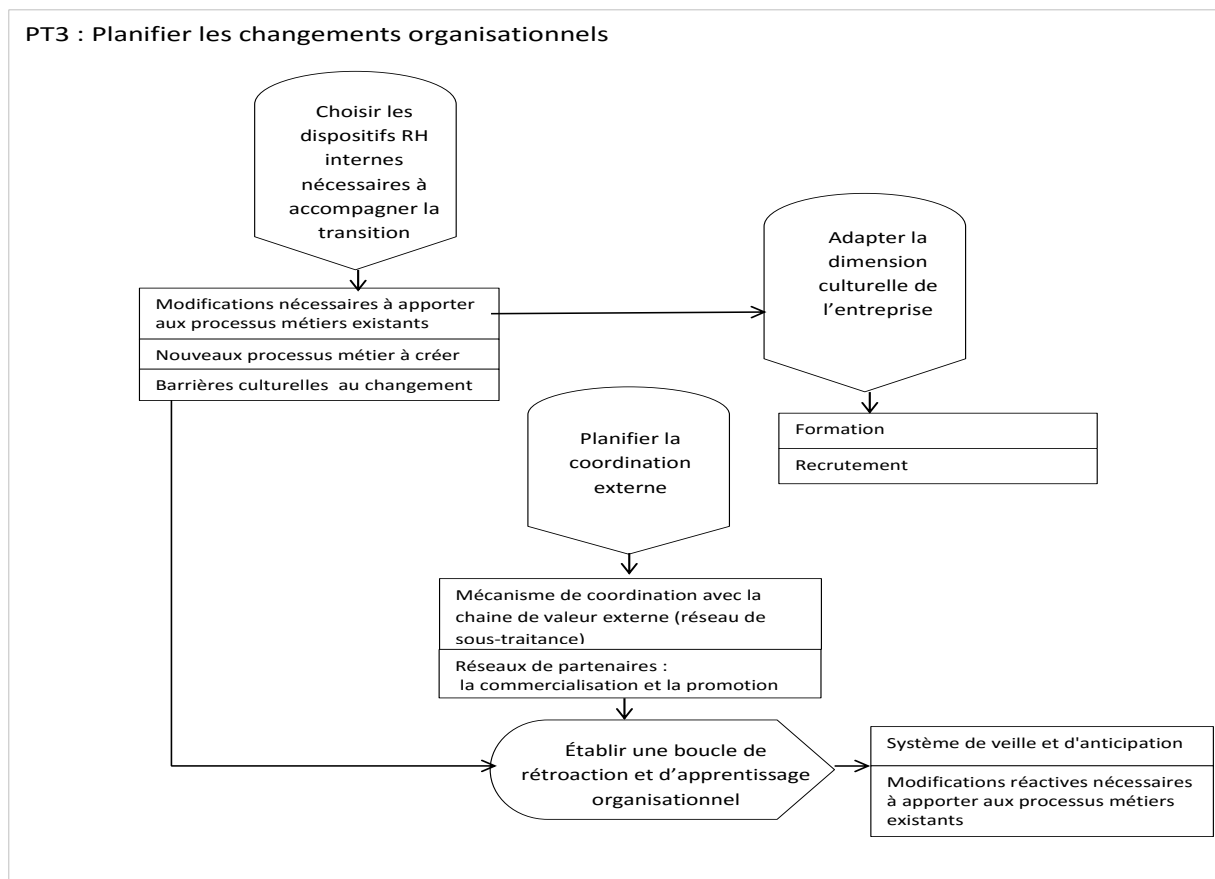 PT3 : Planifier les changements organisationnels
Choisir les
dispositifs RH
internes
nécessaires à
accompagner la
transition
Modifications nécessaires à apporter
aux processus métiers existants
Nouveaux processus métier à créer
Barrières culturelles au changement
Adapter la
dimension
culturelle de
l’entreprise
Formation
Recrutement
Planifier la
coordination
externe
Mécanisme de coordination avec la
chaine de valeur externe (réseau de
sous-traitance)
Réseaux de partenaires :
la commercialisation et la promotion
Établir une boucle de
rétroaction et d’apprentissage
organisationnel
Système de veille et d'anticipation
Modifications réactives nécessaires
à apporter aux processus métiers
existants